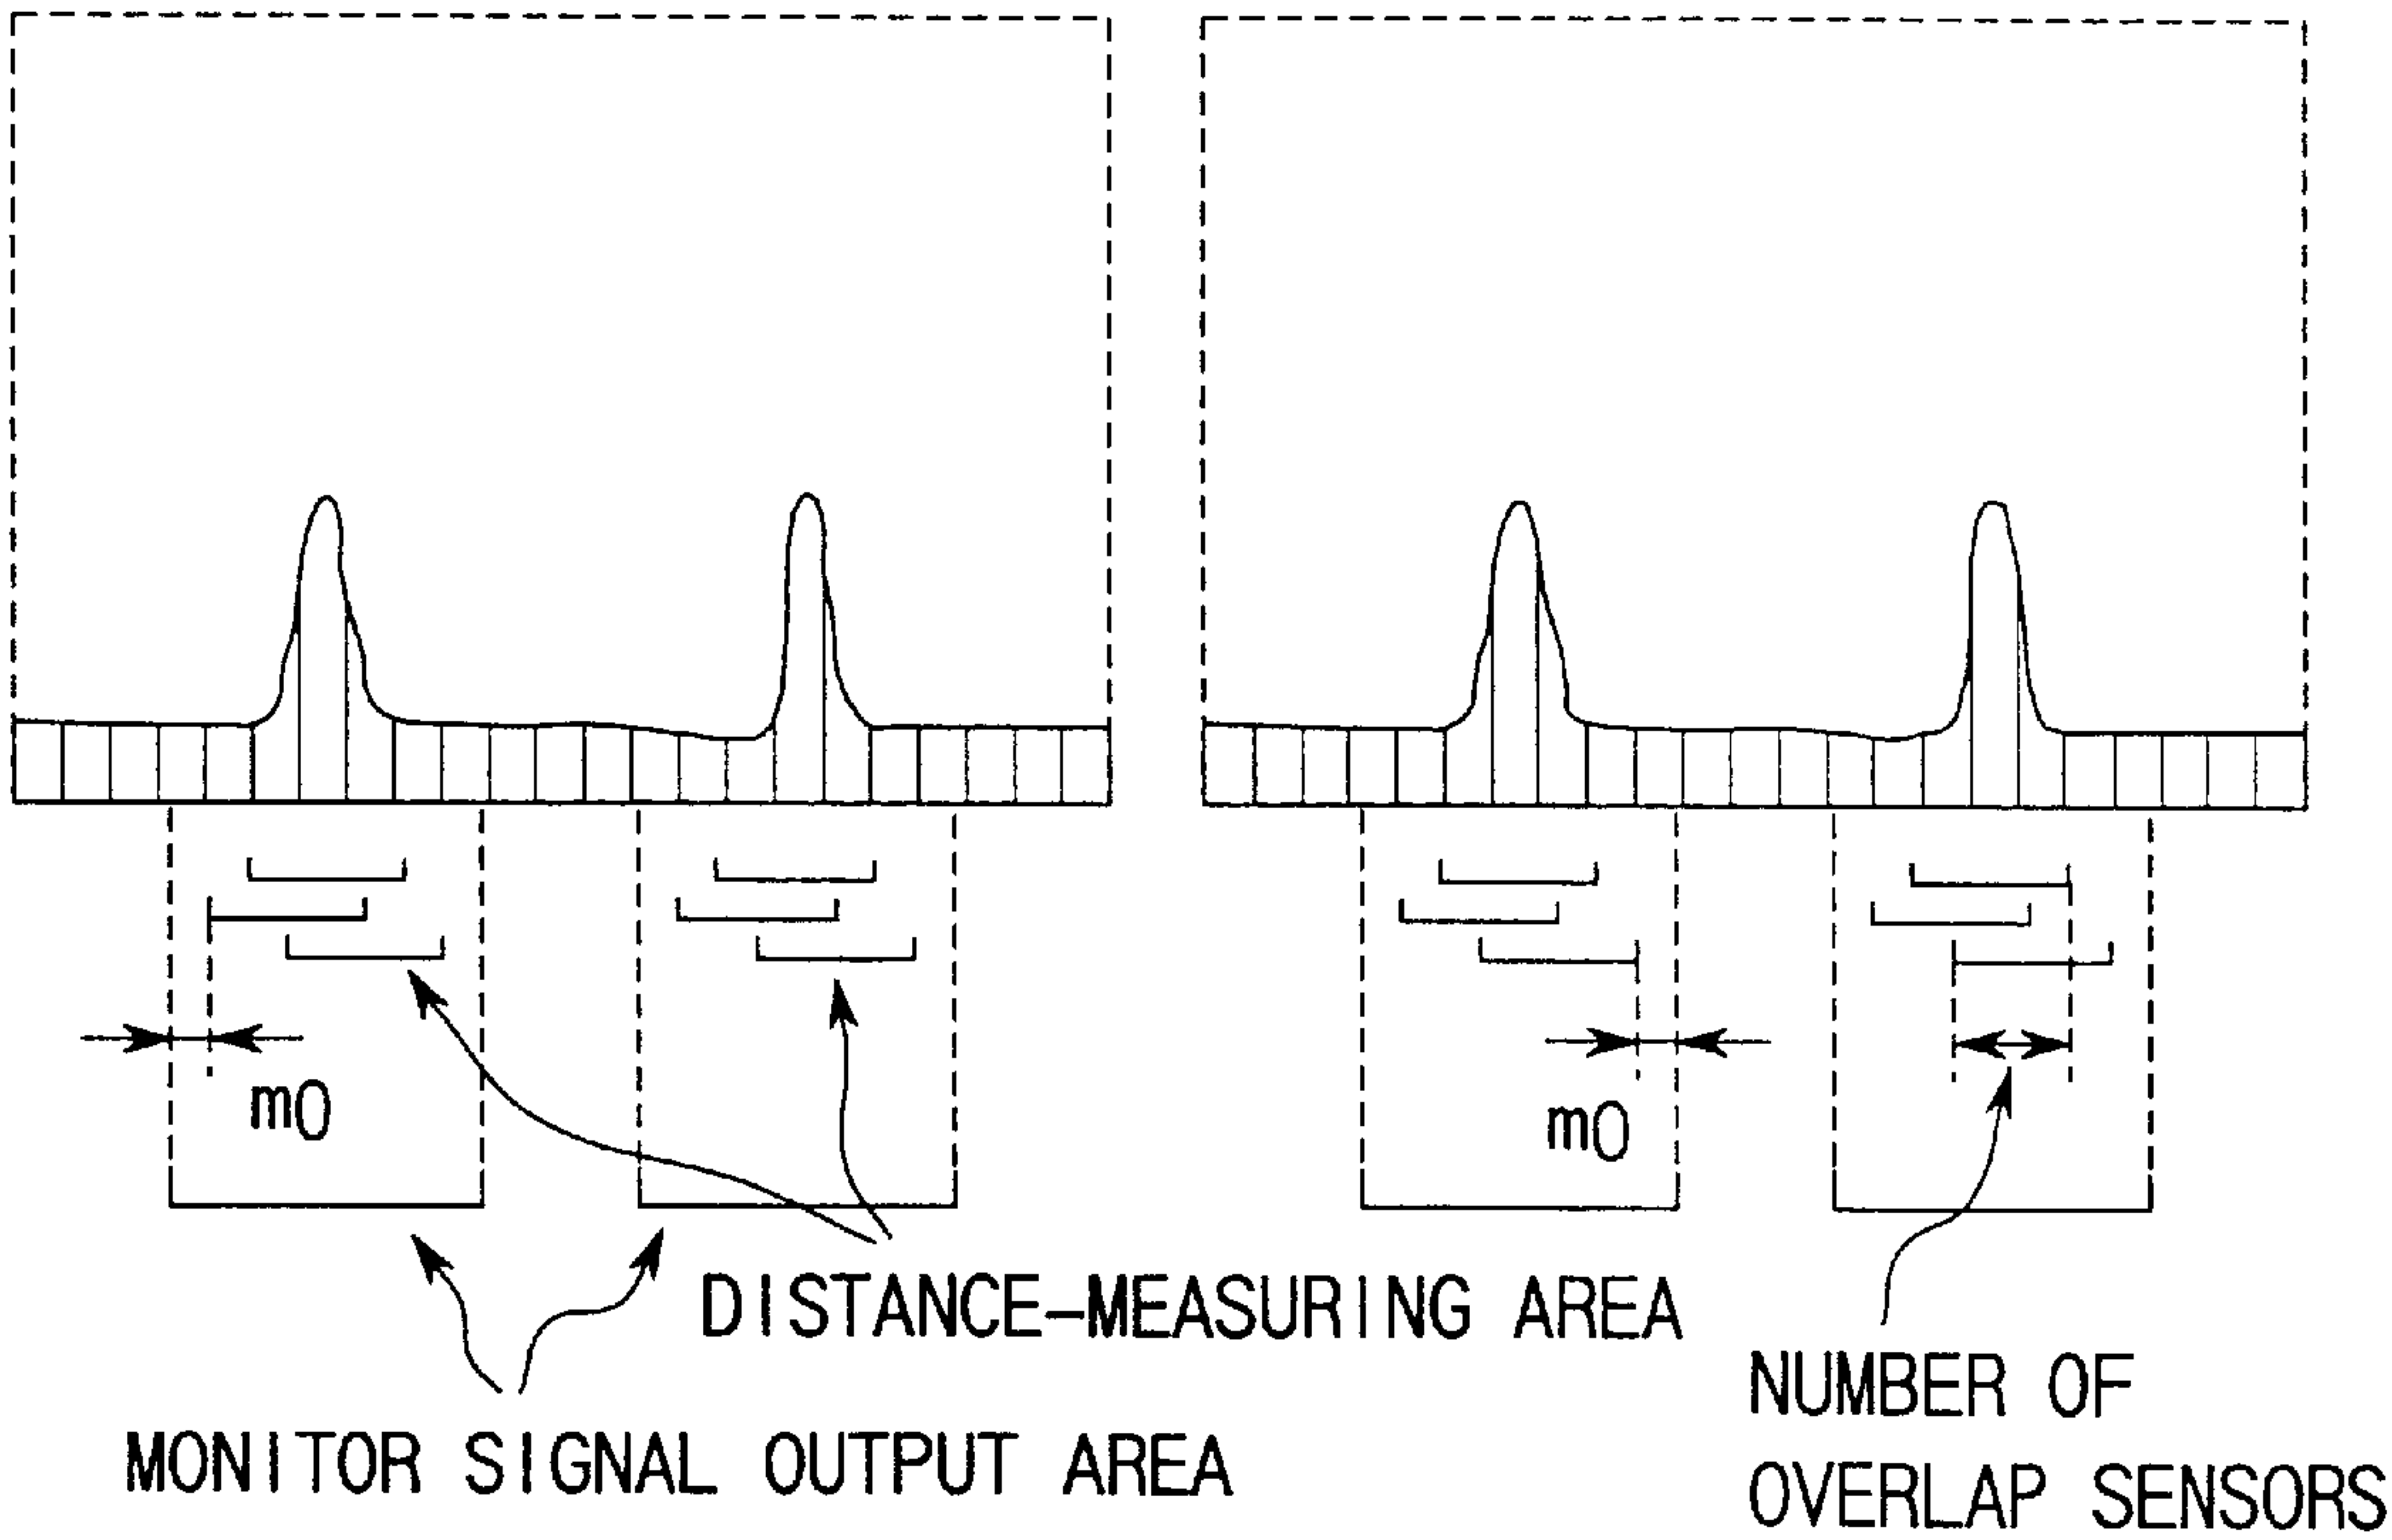 m0
m0
DISTANCE-MEASURING AREA
MONITOR SIGNAL OUTPUT AREA
NUMBER OF
OVERLAP SENSORS